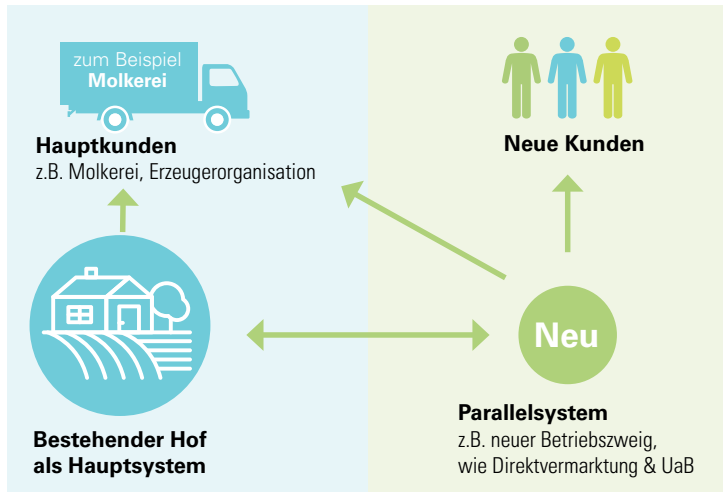 zum Beispiel
Molkerei
Hauptkunden
z.B. Molkerei, Erzeugerorganisation
Neue Kunden
Neu
Bestehender Hof
als Hauptsystem
Parallelsystem
z.B. neuer Betriebszweig,
wie Direktvermarktung & UaB